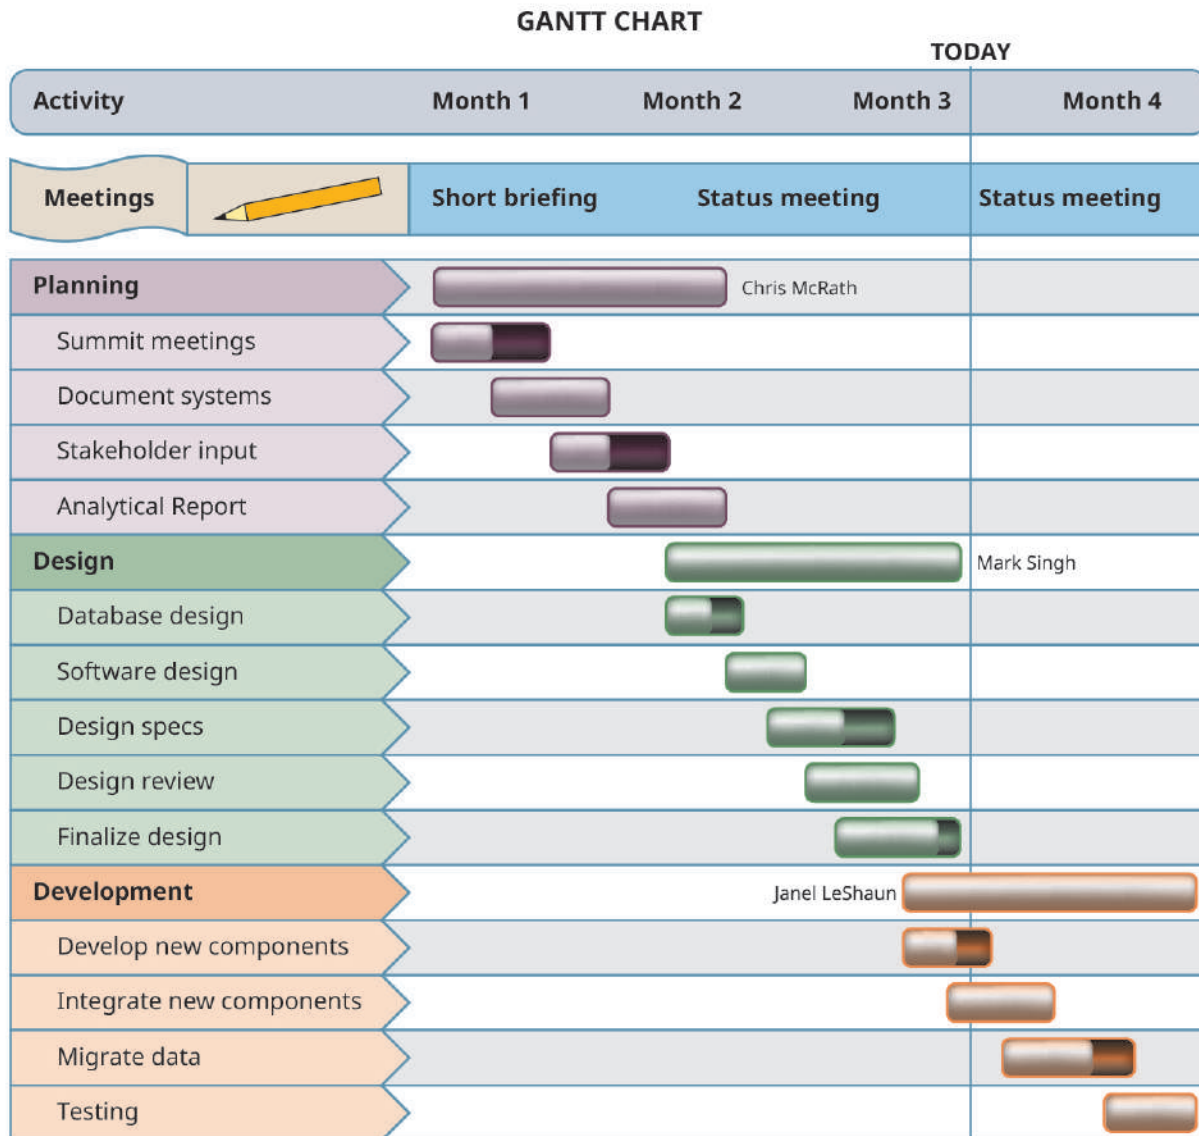 GANTT CHART
TODAY
Activity Month 1 Month 2 Month 3 Month 4
Meetings Short briefing Status meeting Status meeting
Planning Chris McRath
Summit meetings
Document systems
Stakeholder input
Analytical Report
Design Mark Singh
Database design
Software design
Design specs
Design review
Finalize design
Development Janel LeShaun
Develop new components
Integrate new components
Migrate data
Testing